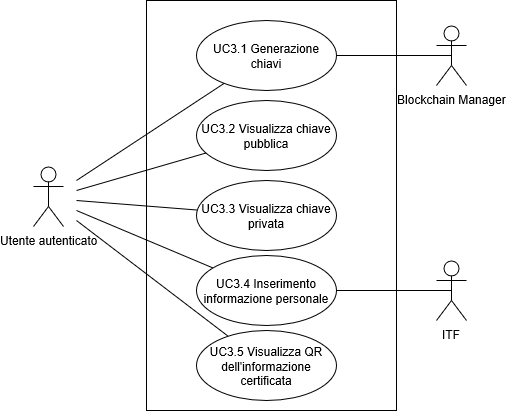 UC3.1 Generazione
chiavi
Blockchain Manager
UC3.2 Visualizza chiave
pubblica
UC3.3 Visualizza chiave
privata
Utente autenticato
UC3.4 Inserimento
informazione personale
ITF
UC3.5 Visualizza QR
dell'informazione
certificata